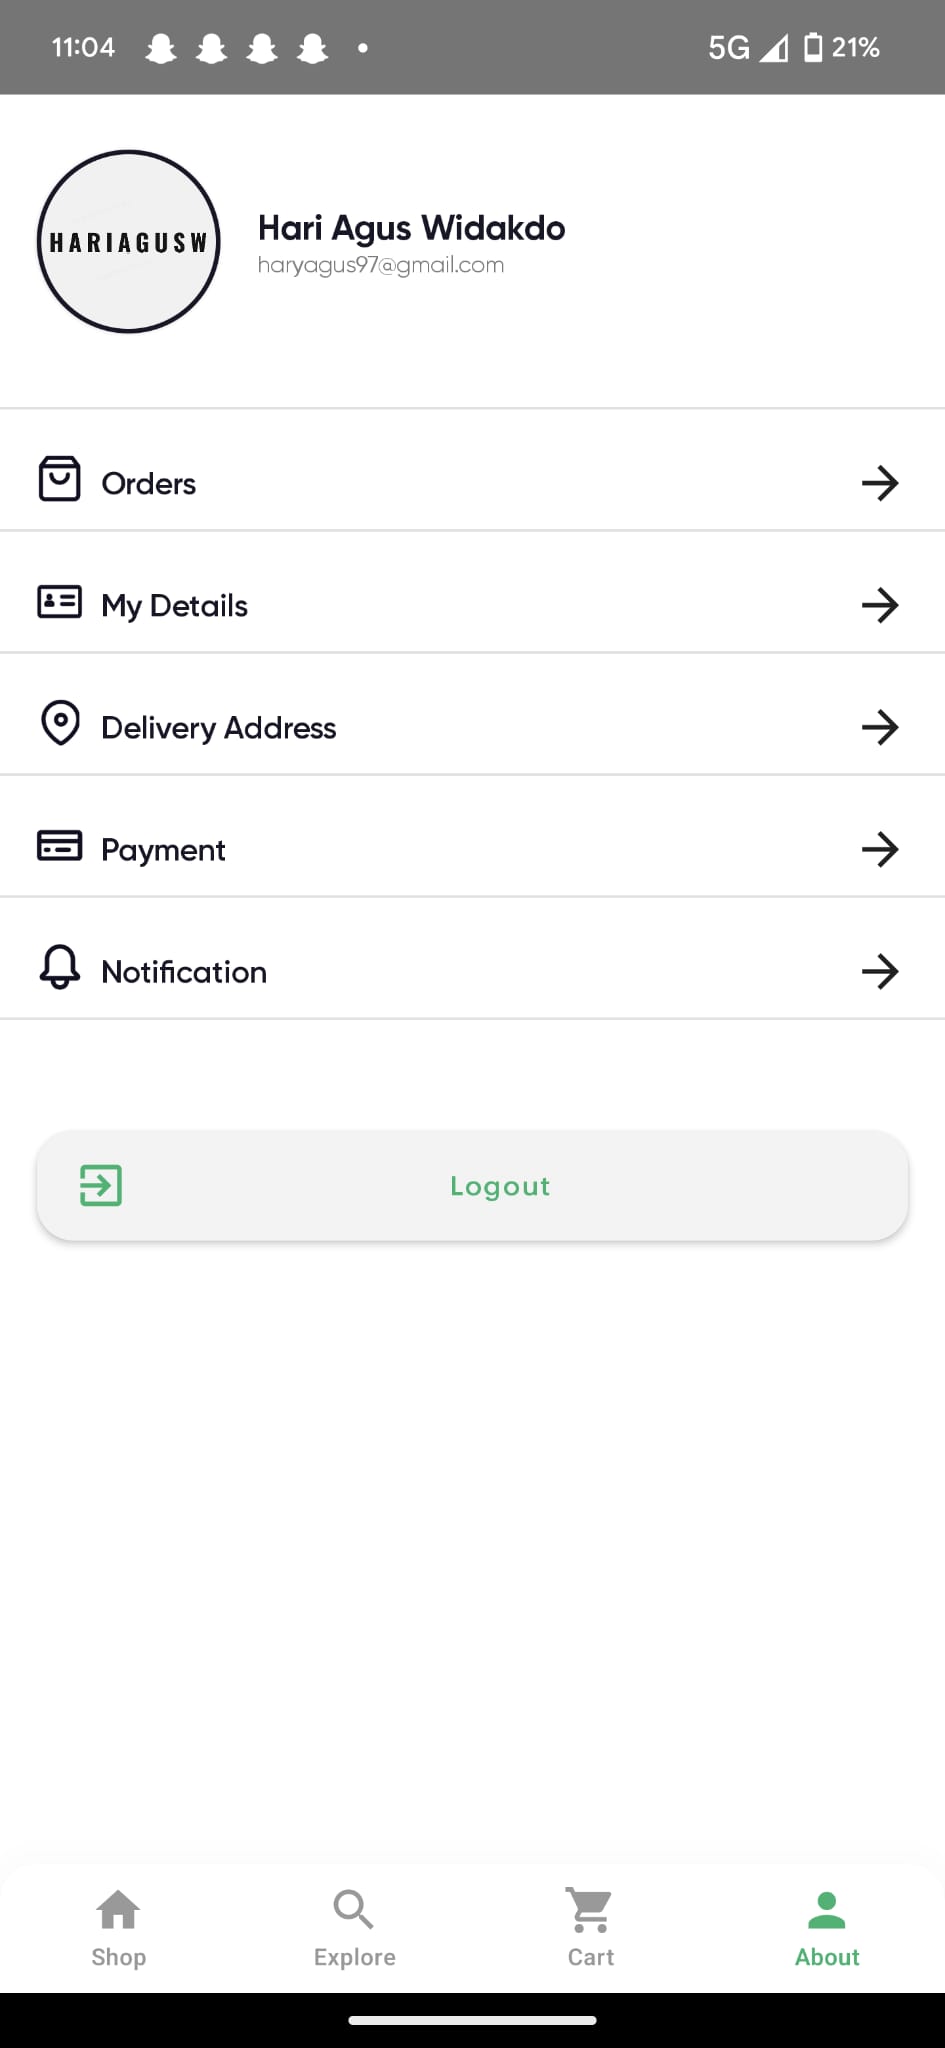 11:04 5G 21%
HARIAGUSW
Hari Agus Widakdo
haryagus97@gmail.com
Orders
My Details
Delivery Address
Payment
Notification
Logout
Shop Explore Cart About